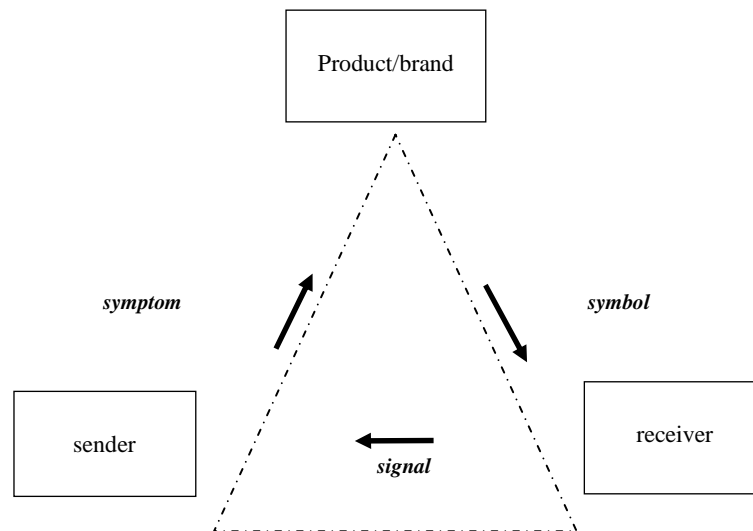 Product/brand
symptom
symbol
sender
receiver
signal